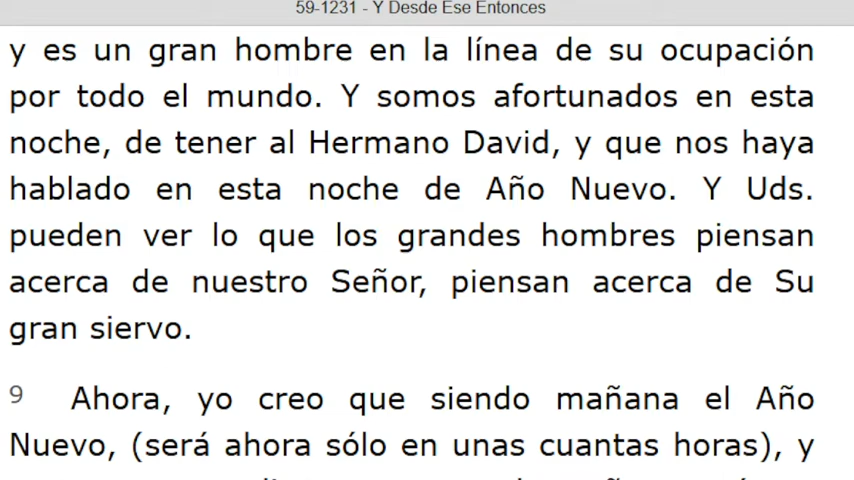 59-1231 - Y Desde Ese Entonces
y es un gran hombre en la línea de su ocupación
por todo el mundo. Y somos afortunados en esta
noche, de tener al Hermano David, y que nos haya
hablado en esta noche de Año Nuevo. Y Uds.
pueden ver lo que los grandes hombres piensan
acerca de nuestro Señor, piensan acerca de Su
gran siervo.
9 Ahora, yo creo que siendo mañana el Año
Nuevo, (será ahora sólo en unas cuantas horas), y